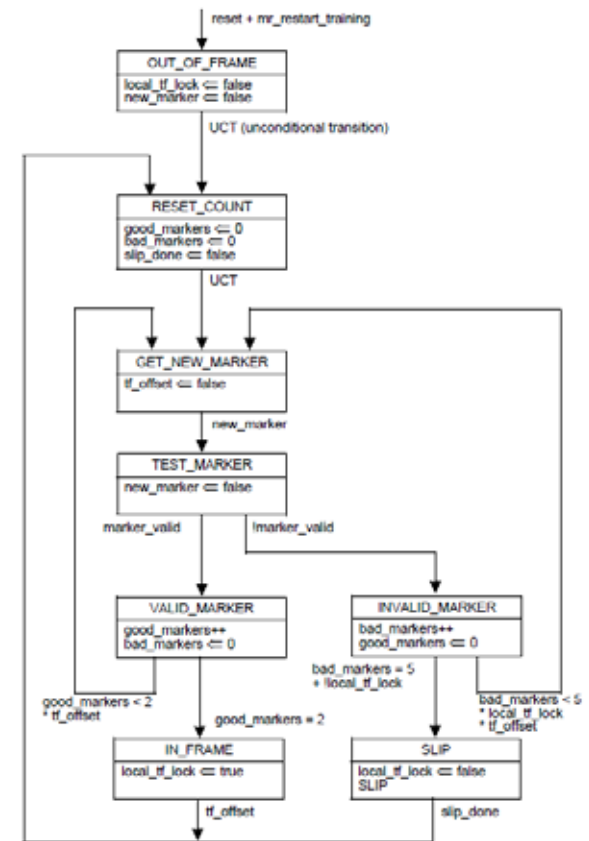 reset + mr_restart_training
OUT_OF_FRAME
local_tf_lock ⇐ false
new_marker ⇐ false
UCT (unconditional transition)
RESET_COUNT
good_markers ⇐ 0
bad_markers ⇐ 0
slip_done ⇐ false
UCT
GET_NEW_MARKER
tf_offset ⇐ false
new_marker
TEST_MARKER
new_marker ⇐ false
marker_valid
!marker_valid
VALID_MARKER
good_markers++
bad_markers ⇐ 0
INVALID_MARKER
bad_markers++
good_markers ⇐ 0
good_markers < 2
* tf_offset
good_markers = 2
bad_markers = 5
+ !local_tf_lock
bad_markers < 5
* local_tf_lock
* tf_offset
IN_FRAME
local_tf_lock ⇐ true
SLIP
local_tf_lock ⇐ false
SLIP
tf_offset
slip_done